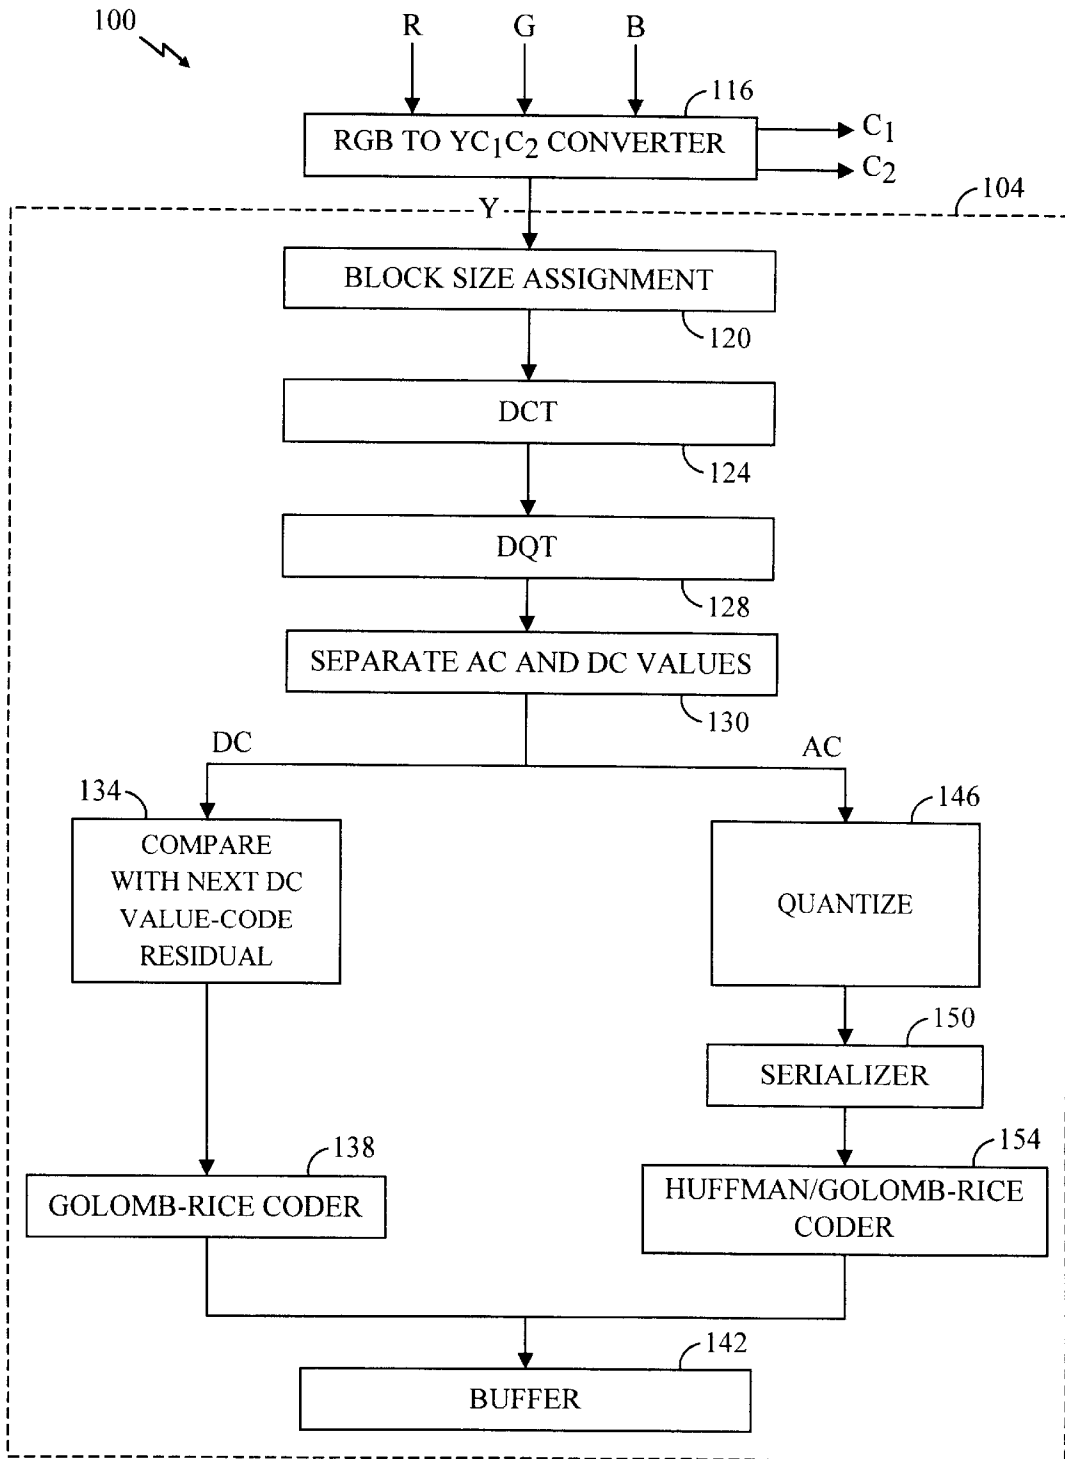 100
R G B
116
RGB TO YC1C2 CONVERTER
C1
C2
104
Y
BLOCK SIZE ASSIGNMENT
120
DCT
124
DQT
128
SEPARATE AC AND DC VALUES
130
DC
AC
134
COMPARE
WITH NEXT DC
VALUE-CODE
RESIDUAL
146
QUANTIZE
150
SERIALIZER
138
GOLOMB-RICE CODER
154
HUFFMAN/GOLOMB-RICE
CODER
142
BUFFER